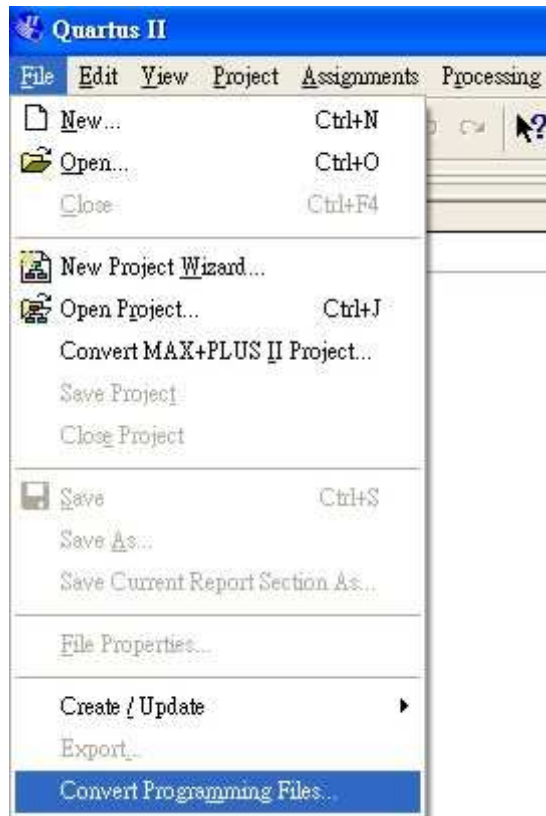 Quartus II
File Edit View Project Assignments Processing
New... Ctrl+N
Open... Ctrl+O
Close Ctrl+F4
New Project Wizard...
Open Project... Ctrl+J
Convert MAX+PLUS II Project...
Save Project
Close Project
Save Ctrl+S
Save As...
Save Current Report Section As...
File Properties...
Create / Update
Export...
Convert Programming Files...